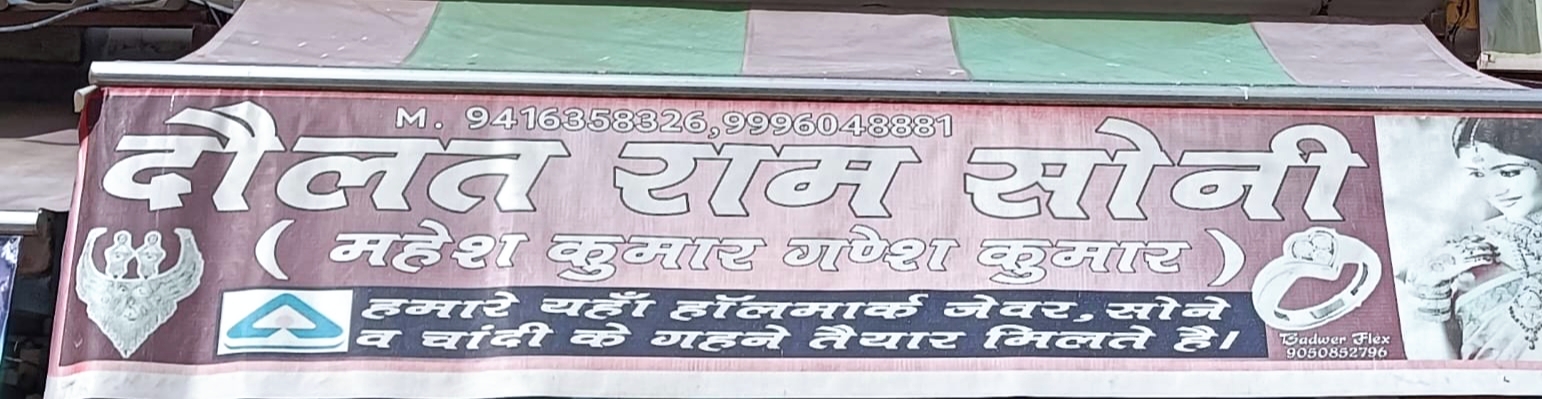 M. 9416358326,9996048881
दौलत राम सोनी
( महेश कुमार गणेश कुमार )
हमारे यहाँ हॉलमार्क जेवर, सोने
व चांदी के गहने तैयार मिलते है।
Badwer Flex
9050852796